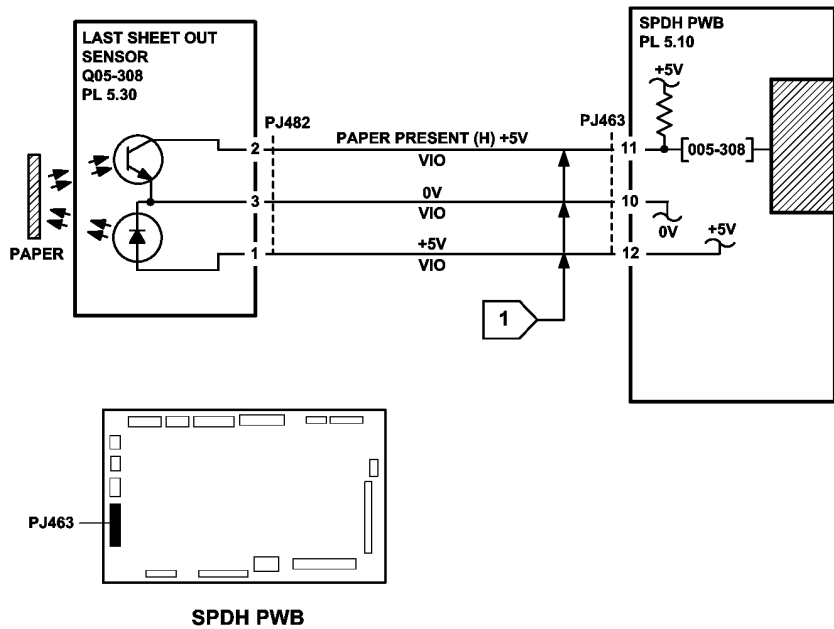 LAST SHEET OUT
SENSOR
Q05-308
PL 5.30
PJ482
2
3
1
PAPER
PAPER PRESENT (H) +5V
VIO
0V
VIO
+5V
VIO
1
PJ463
11
10
12
SPDH PWB
PL 5.10
+5V
005-308
0V
+5V
PJ463
SPDH PWB